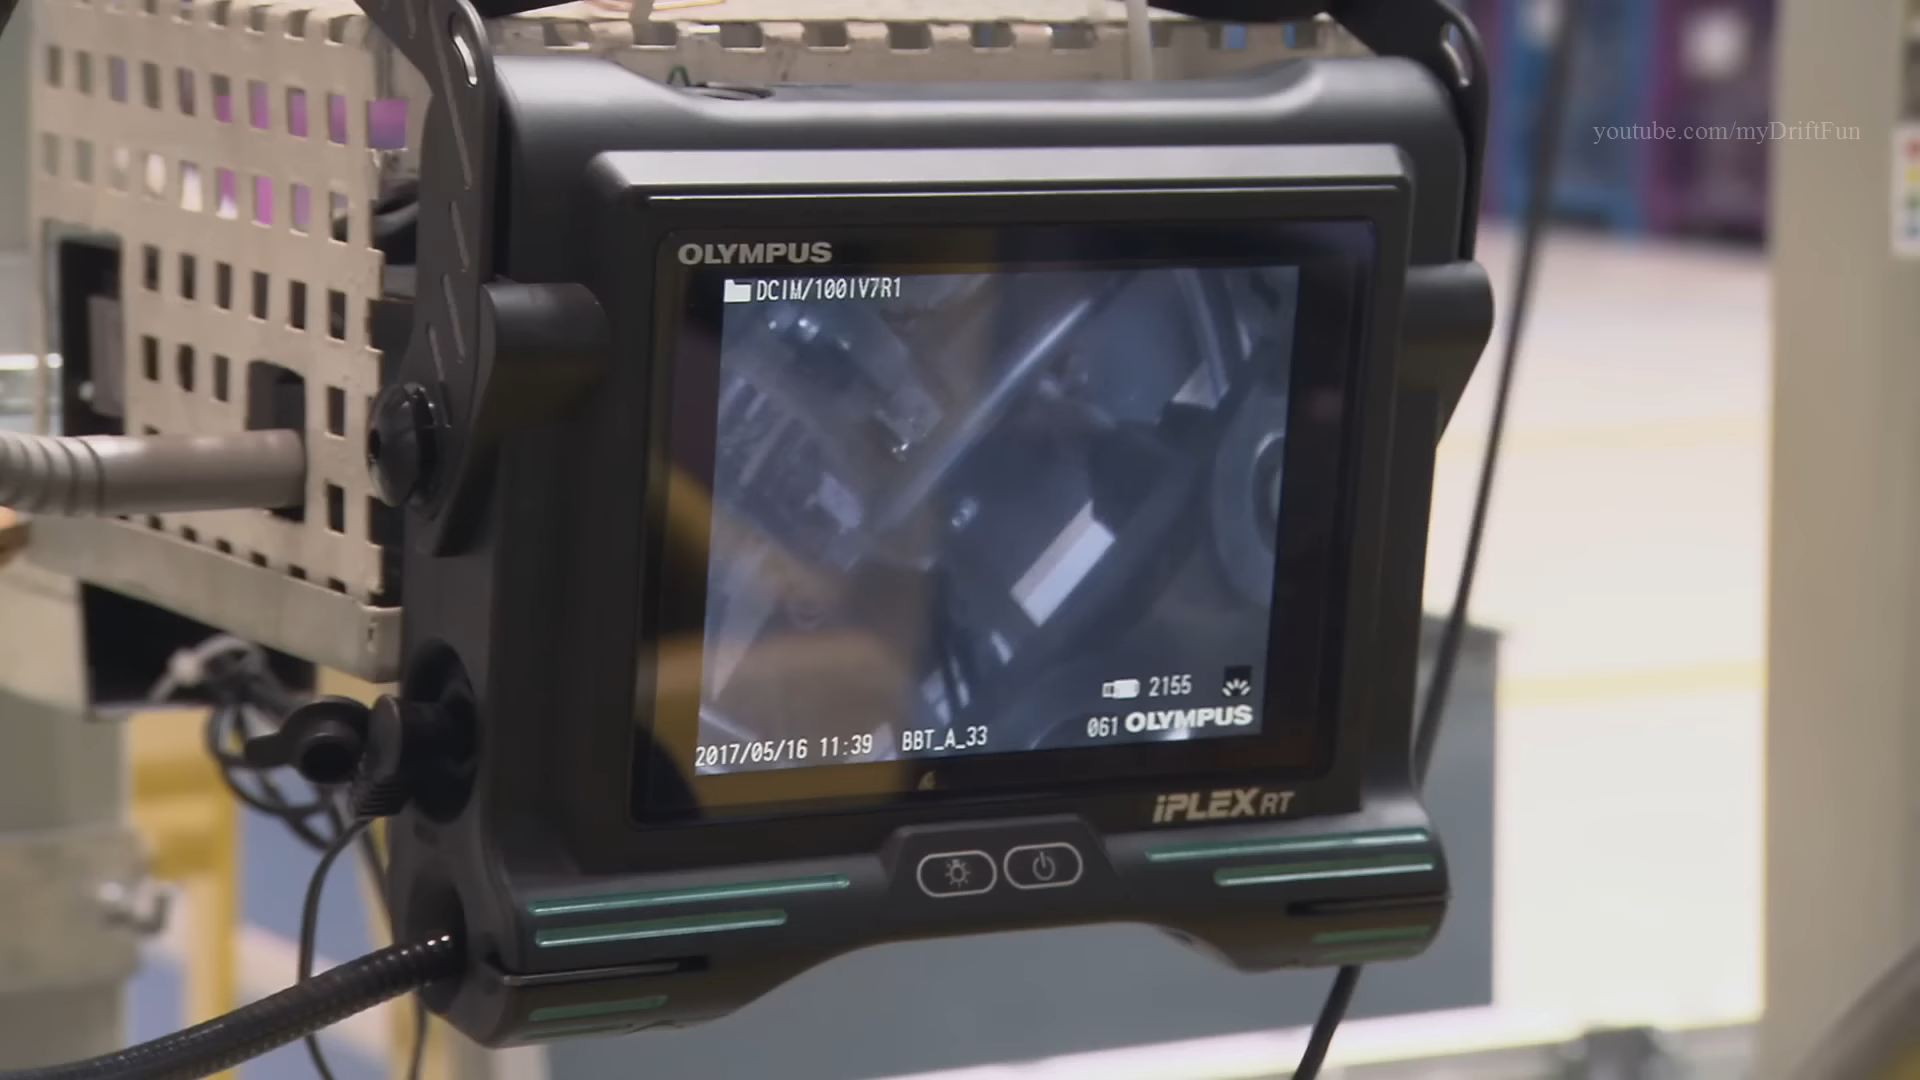 youtube.com/myDriftFun
OLYMPUS
DCIM/100IV7R1
2155
061 OLYMPUS
2017/05/16 11:39 BBT_A_33
iPLEX RT